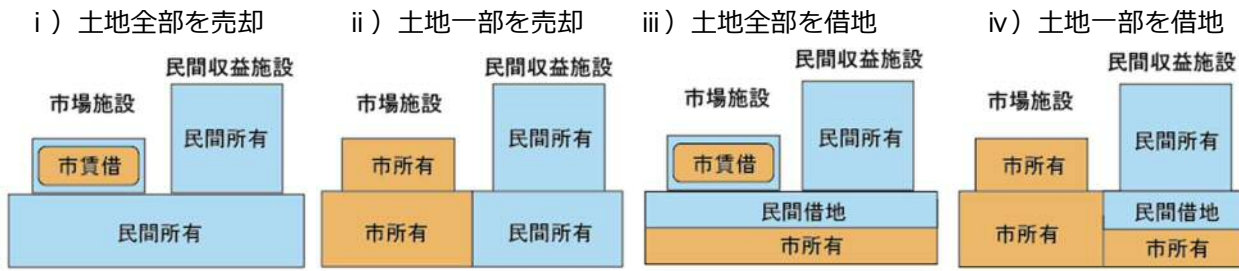 ⅰ）土地全部を売却
民間収益施設
市場施設
民間所有
市賃借
民間所有
ⅱ）土地一部を売却
民間収益施設
市場施設
民間所有
市所有
市所有
民間所有
ⅲ）土地全部を借地
民間収益施設
市場施設
民間所有
市賃借
民間借地
市所有
ⅳ）土地一部を借地
民間収益施設
市場施設
民間所有
市所有
民間借地
市所有
市所有